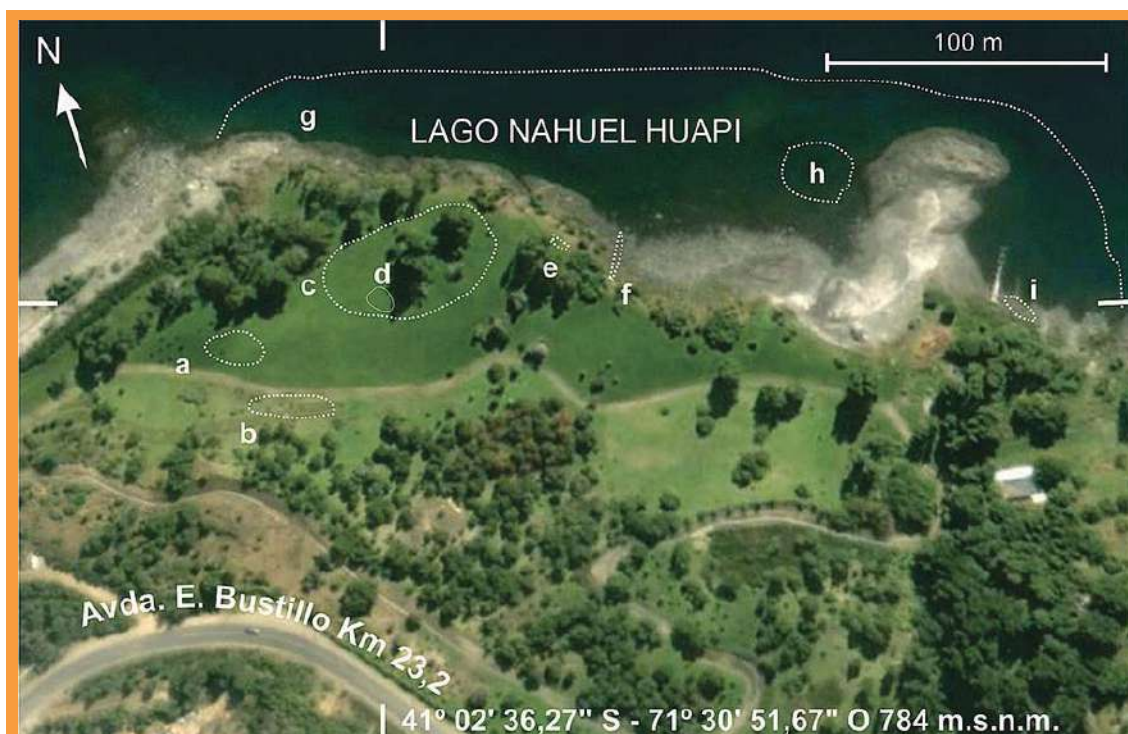 N
100 m
g
LAGO NAHUEL HUAPI
h
c
d
e
f
i
a
b
Avda. E. Bustillo Km 23,2
41º 02' 36,27" S - 71º 30' 51,67" O 784 m.s.n.m.